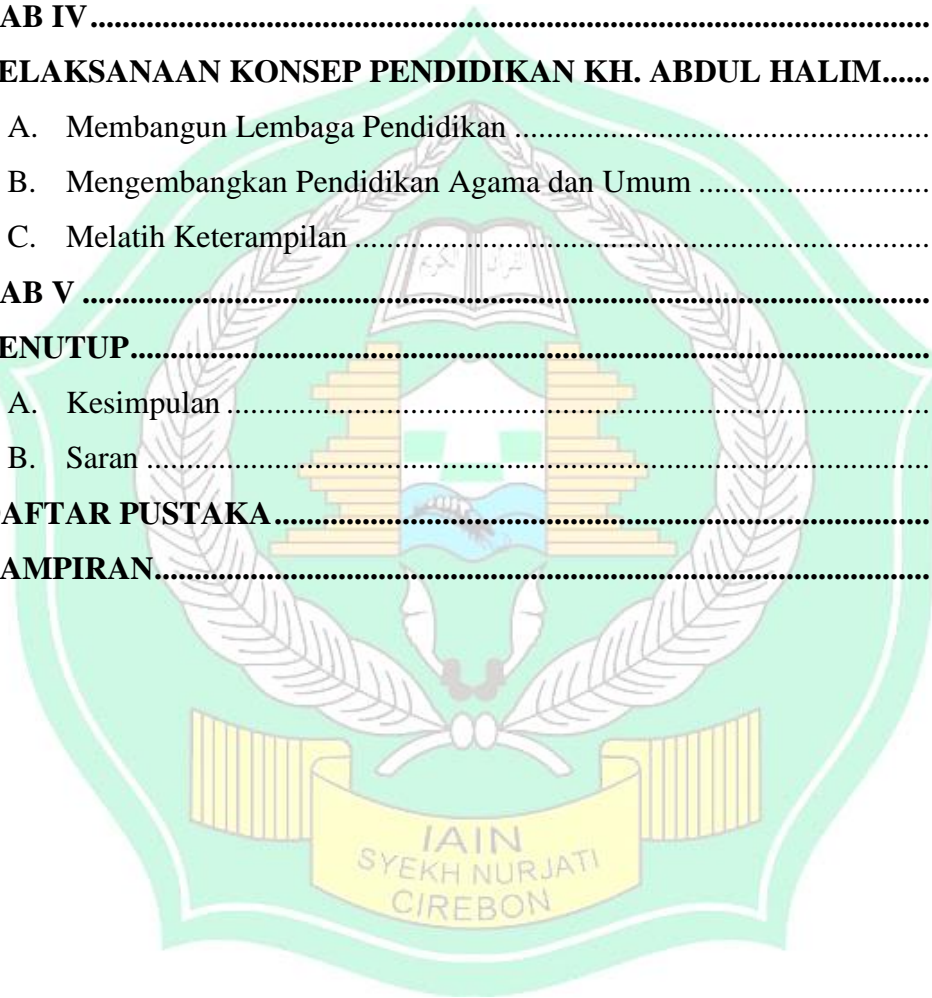 AB IV
ELAKSANAAN KONSEP PENDIDIKAN KH. ABDUL HALIM......
A. Membangun Lembaga Pendidikan
B. Mengembangkan Pendidikan Agama dan Umum
C. Melatih Keterampilan
AB V
ENUTUP
A. Kesimpulan
B. Saran
AFTAR PUSTAKA
AMPIRAN
IAIN
SYEKH NURJATI
CIREBON